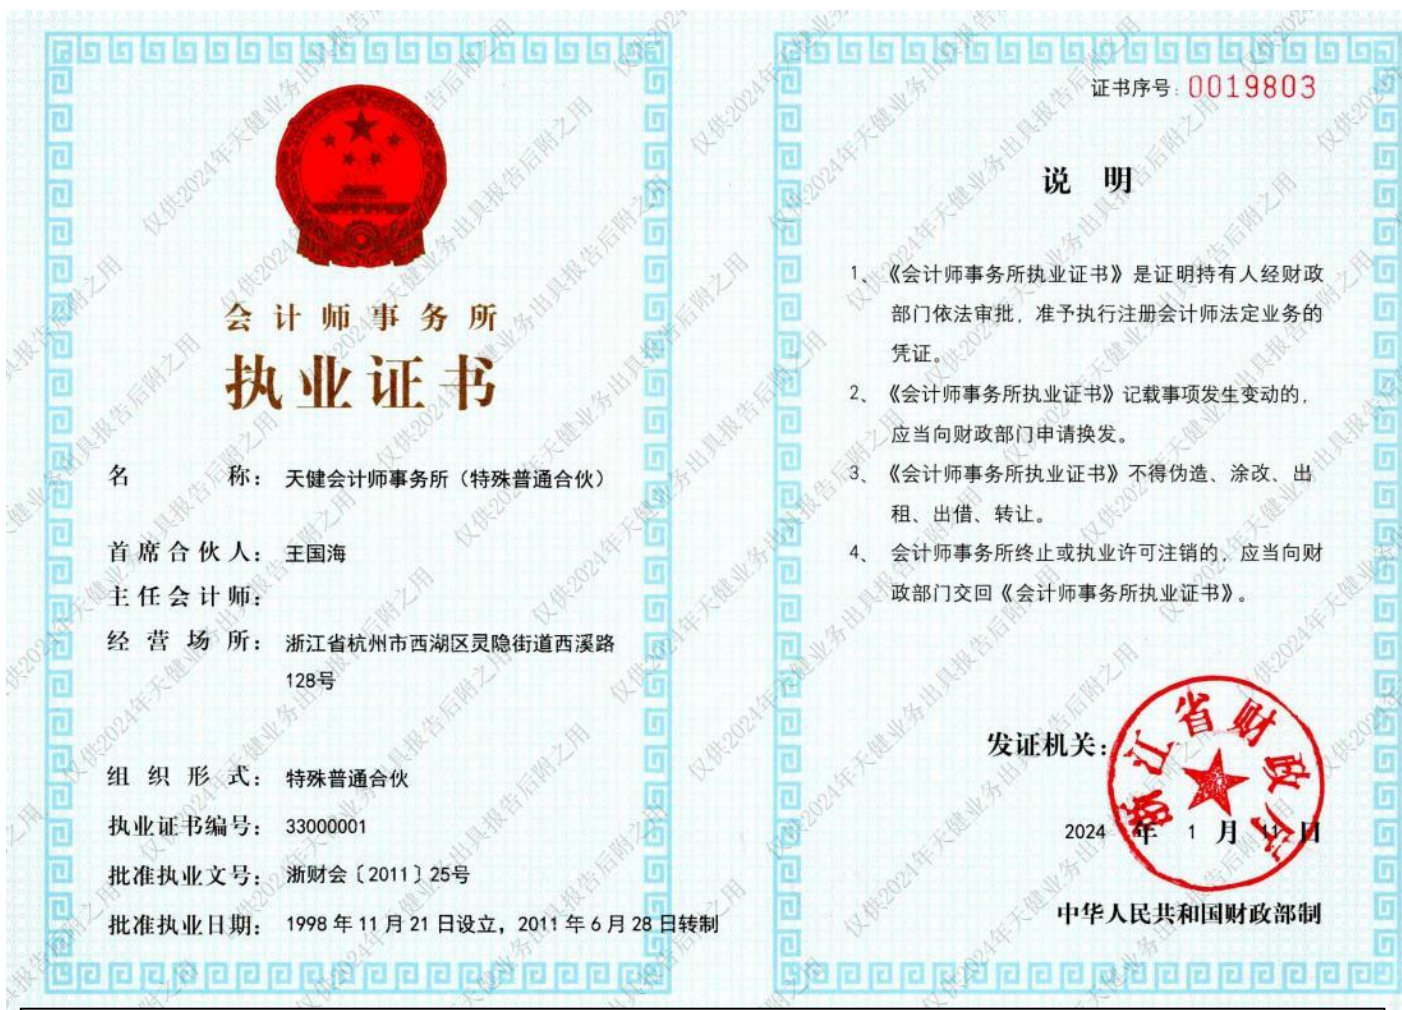 会计师事务所
执业证书
名称：天健会计师事务所（特殊普通合伙）
首席合伙人：王国海
主任会计师：
经营场所：浙江省杭州市西湖区灵隐街道西溪路
128号
组织形式：特殊普通合伙
执业证书编号：33000001
批准执业文号：浙财会〔2011〕25号
批准执业日期：1998年11月21日设立，2011年6月28日转制
证书序号：0019803
说明
1、《会计师事务所执业证书》是证明持有人经财政
部门依法审批，准予执行注册会计师法定业务的
凭证。
2、《会计师事务所执业证书》记载事项发生变动的，
应当向财政部门申请换发。
3、《会计师事务所执业证书》不得伪造、涂改、出
租、出借、转让。
4、会计师事务所终止或执业许可注销的，应当向财
政部门交回《会计师事务所执业证书》。
发证机关：
浙江省财政厅
2024年1月11日
中华人民共和国财政部制
仅供2024年天健业务出具报告后附之用